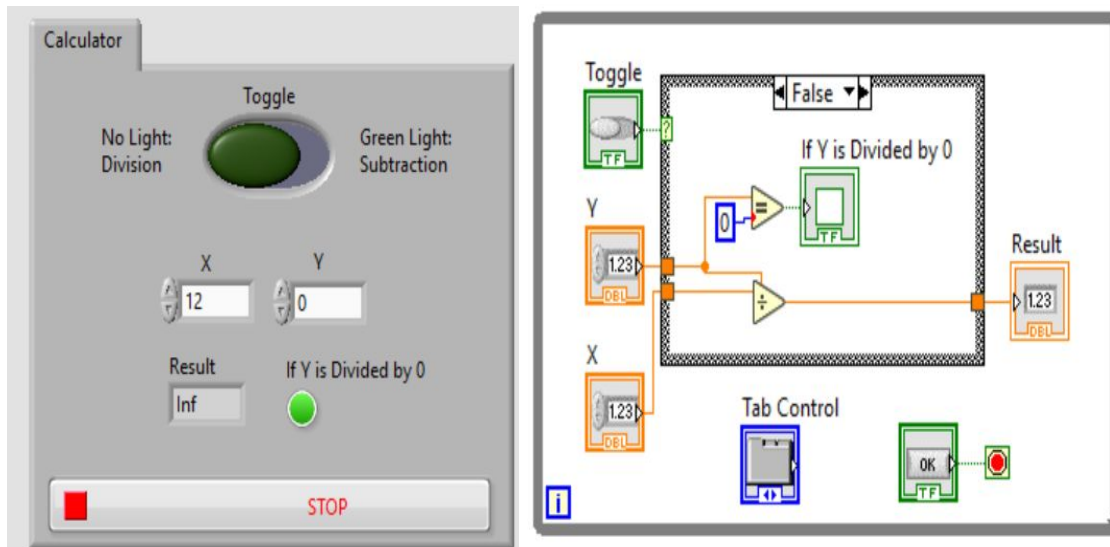 Calculator
Toggle
No Light:
Division
Green Light:
Subtraction
X
Y
12
0
Result
If Y is Divided by 0
Inf
STOP
Toggle
False
?
TF
If Y is Divided by 0
0
=
TF
Y
1.23
DBL
÷
Result
1.23
DBL
X
1.23
DBL
Tab Control
OK
TF
i